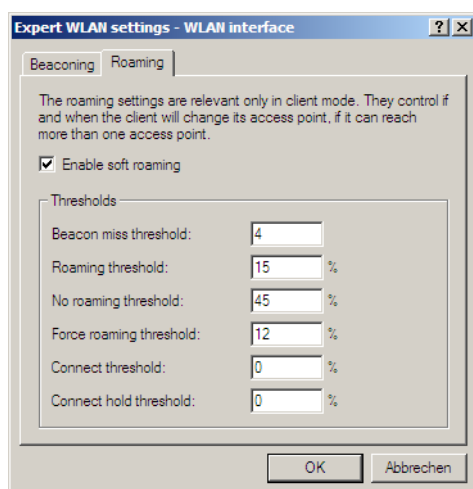 Expert WLAN settings - WLAN interface
Beaconing Roaming
The roaming settings are relevant only in client mode. They control if
and when the client will change its access point, if it can reach
more than one access point.
Enable soft roaming
Thresholds
Beacon miss threshold: 4
Roaming threshold: 15 %
No roaming threshold: 45 %
Force roaming threshold: 12 %
Connect threshold: 0 %
Connect hold threshold: 0 %
OK Abbrechen